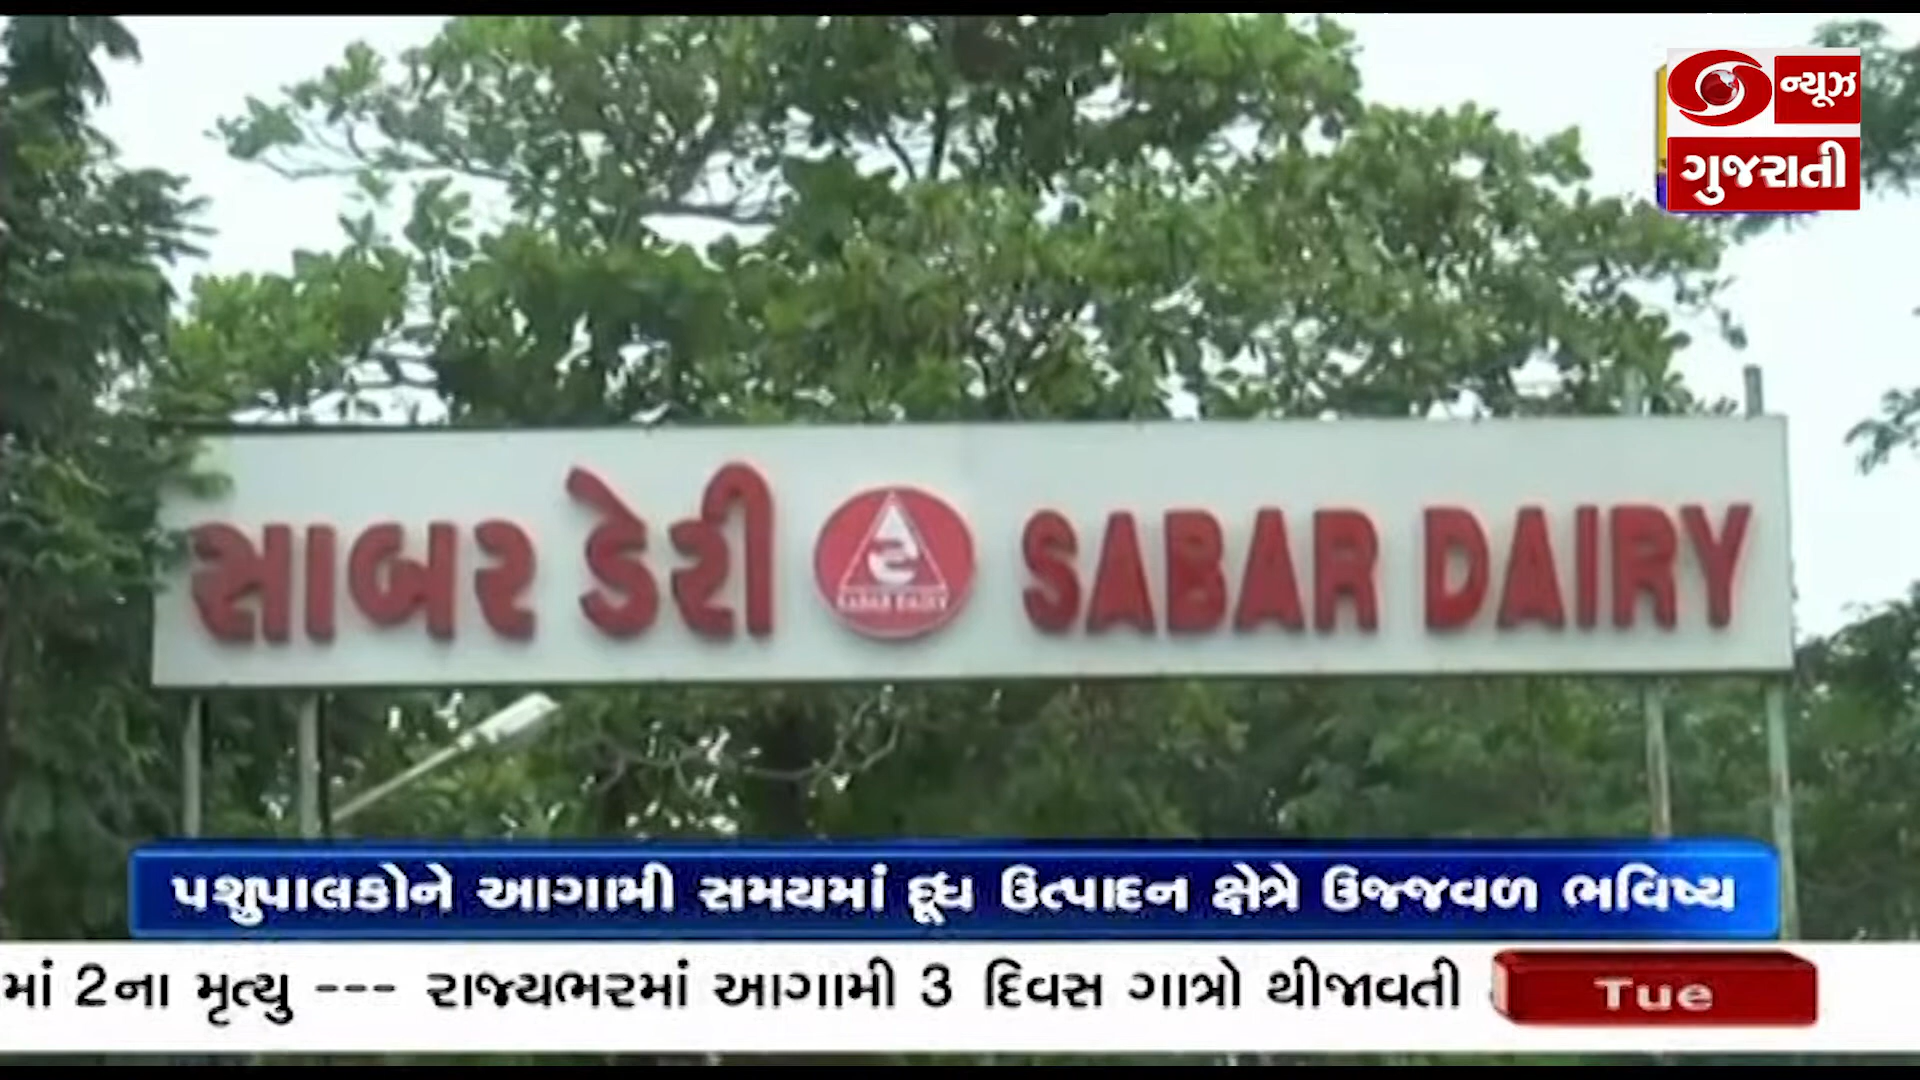 ન્યૂઝ
ગુજરાતી
સાબર ડેરી SABAR DAIRY
SABAR DAIRY
પશુપાલકોને આગામી સમયમાં દૂધ ઉત્પાદન ક્ષેત્રે ઉજ્જવળ ભવિષ્ય
માં 2ના મૃત્યુ --- રાજ્યભરમાં આગામી 3 દિવસ ગાત્રો થીજાવતી
Tue